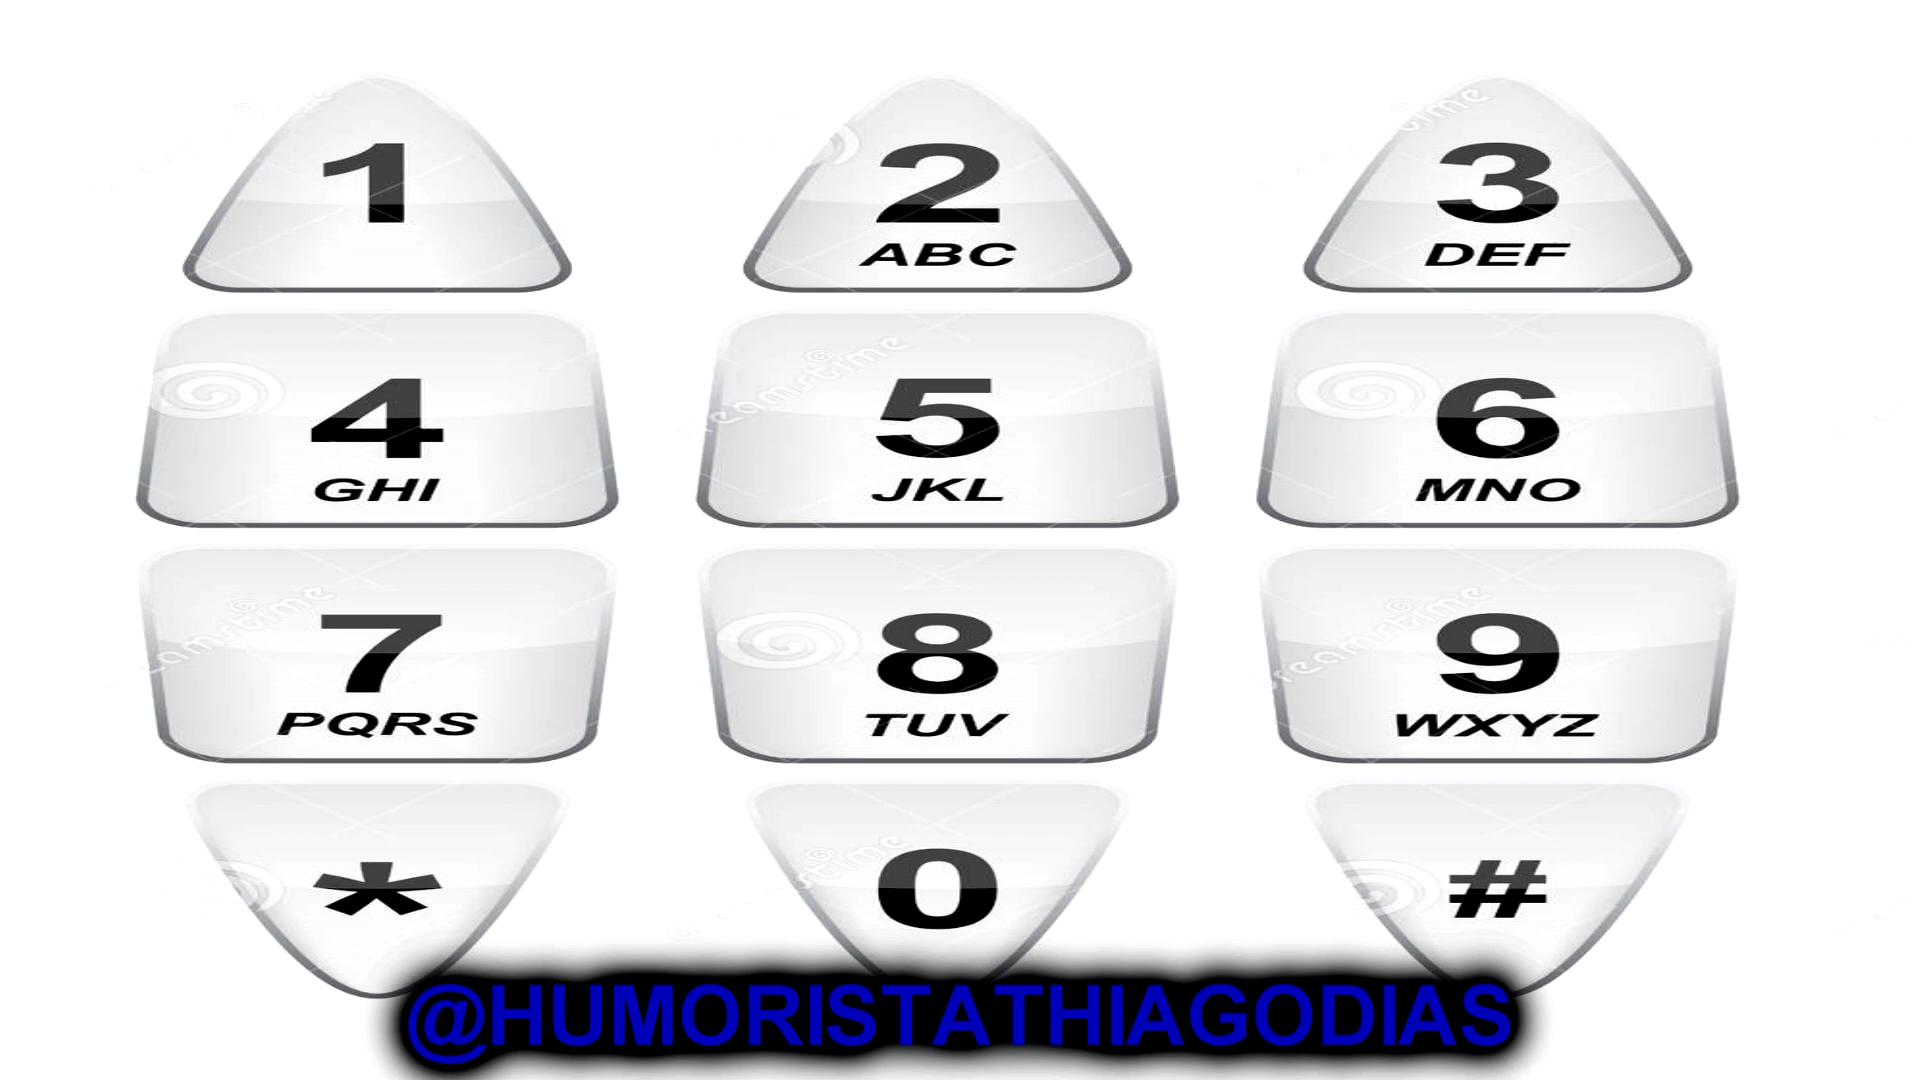 1 2 3
ABC DEF
4 5 6
GHI JKL MNO
7 8 9
PQRS TUV WXYZ
* 0 #
@HUMORISTATHIAGODIAS